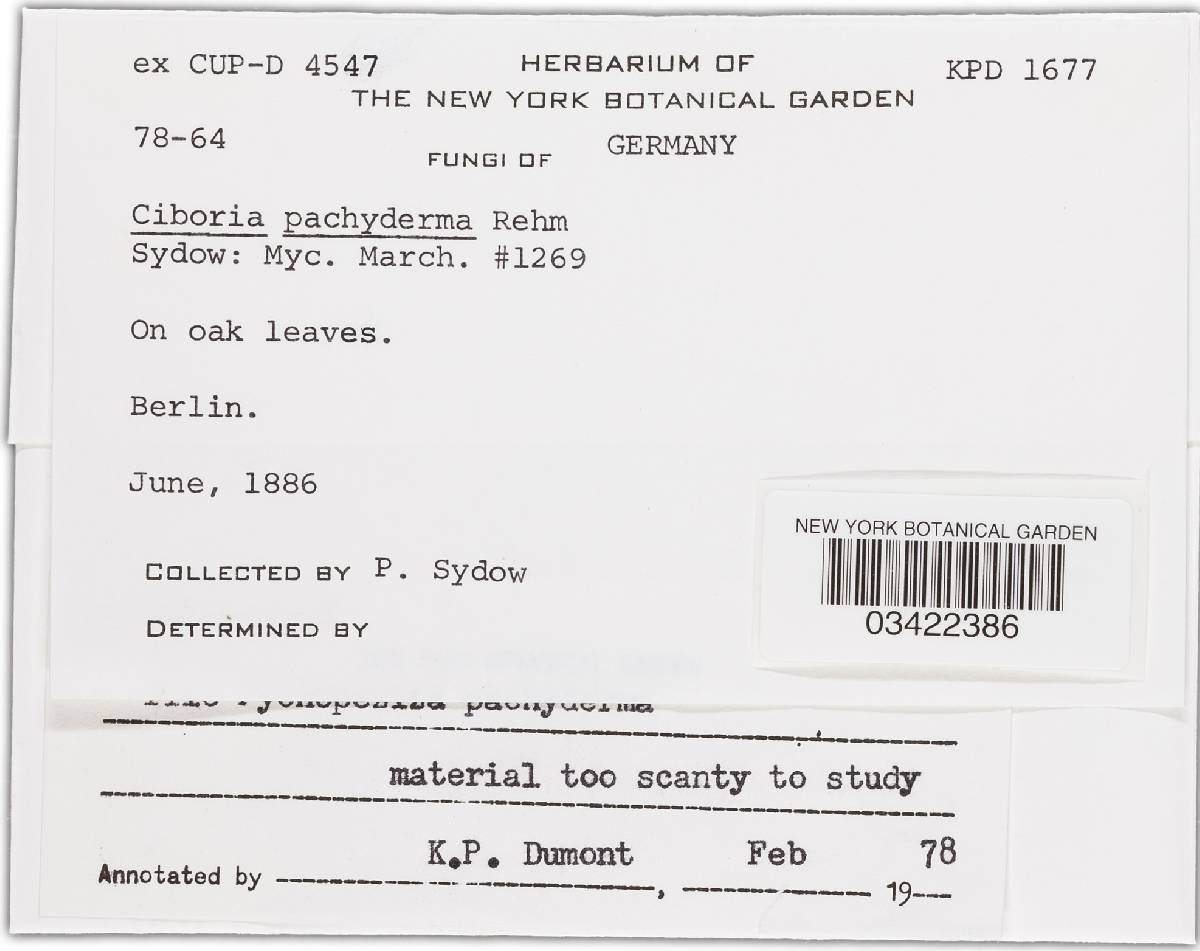 ex CUP-D 4547
HERBARIUM OF
KPD 1677
THE NEW YORK BOTANICAL GARDEN
78-64
FUNGI OF GERMANY
Ciboria pachyderma Rehm
Sydow: Myc. March. #1269
On oak leaves.
Berlin.
June, 1886
COLLECTED BY P. Sydow
DETERMINED BY
NEW YORK BOTANICAL GARDEN
03422386
pachyderma
material too scanty to study
K.P. Dumont Feb 78
Annotated by , 19